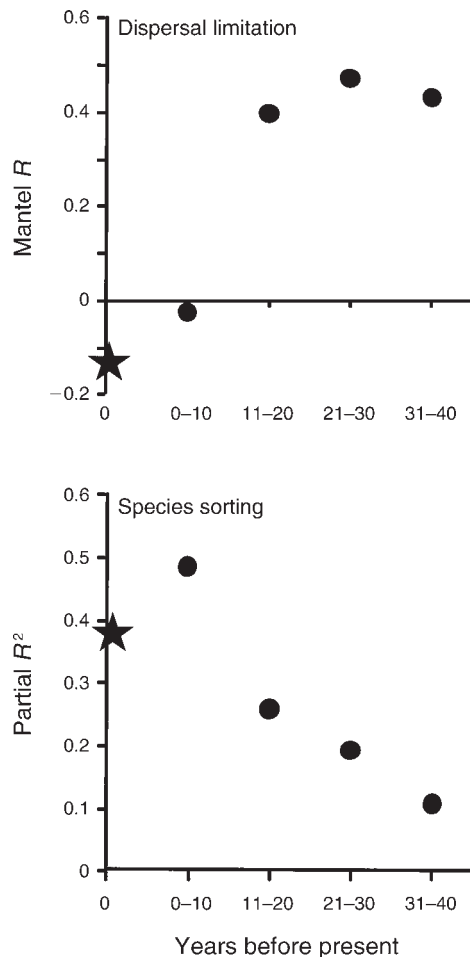 Dispersal limitation
Mantel R
0.6
0.4
0.2
0
−0.2
0 0–10 11–20 21–30 31–40
Species sorting
Partial R²
0.6
0.5
0.4
0.3
0.2
0.1
0
0 0–10 11–20 21–30 31–40
Years before present